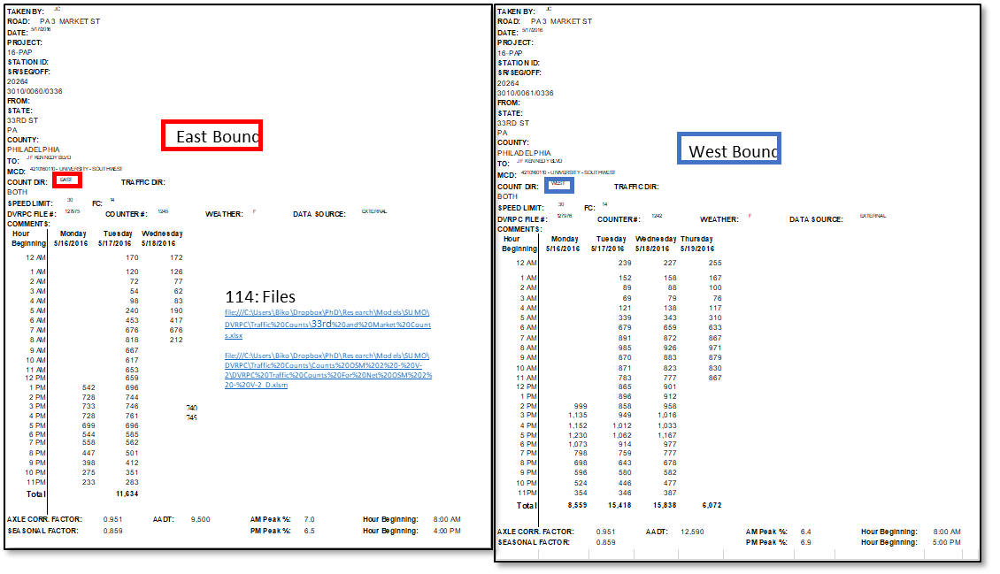 TAKEN BY: JC
ROAD: PA 3 MARKET ST
DATE: 5/17/2016
PROJECT:
16-PAP
STATION ID:
SR/SEG/OFF:
20264
3010/0060/0336
FROM:
STATE:
33RD ST
PA
COUNTY:
PHILADELPHIA
TO: J F KENNEDY BLVD
MCD: 4210160110 - UNIVERSITY - SOUTHWEST
COUNT DIR: EAST TRAFFIC DIR:
BOTH
SPEED LIMIT: 30 FC: 14
DVRPC FILE #: 127975 COUNTER #: 1245 WEATHER: F DATA SOURCE: EXTERNAL
COMMENTS:
East Bound
Hour Monday Tuesday Wednesday
Beginning 5/16/2016 5/17/2016 5/18/2016
12 AM 170 172
1 AM 120 126
2 AM 72 77
3 AM 54 62
4 AM 98 83
5 AM 240 190
6 AM 453 417
7 AM 676 676
8 AM 818 212
9 AM 667
10 AM 617
11 AM 653
12 PM 659
1 PM 542 696
2 PM 728 744
3 PM 733 746 740
4 PM 728 761 745
5 PM 699 696
6 PM 544 585
7 PM 558 562
8 PM 447 501
9 PM 398 412
10 PM 275 351
11PM 233 283
Total 11,634
114: Files
file:///C:\Users\Biko\Dropbox\PhD\Research\Models\SUMO\
DVRPC\Traffic%20Counts\33rd%20and%20Market%20Count
s.xlsx
file:///C:\Users\Biko\Dropbox\PhD\Research\Models\SUMO\
DVRPC\Traffic%20Counts\Counts%20OSM%202%20-%20V-
2\DVRPC%20Traffic%20Counts%20For%20Net%20OSM%202%
20-%20V-2_D.xlsm
AXLE CORR. FACTOR: 0.951 AADT: 9,500 AM Peak %: 7.0 Hour Beginning: 8:00 AM
SEASONAL FACTOR: 0.859 PM Peak %: 6.5 Hour Beginning: 4:00 PM
TAKEN BY: JC
ROAD: PA 3 MARKET ST
DATE: 5/17/2016
PROJECT:
16-PAP
STATION ID:
SR/SEG/OFF:
20264
3010/0061/0336
FROM:
STATE:
33RD ST
PA
COUNTY:
PHILADELPHIA
TO: J F KENNEDY BLVD
MCD: 4210160110 - UNIVERSITY - SOUTHWEST
COUNT DIR: WEST TRAFFIC DIR:
BOTH
SPEED LIMIT: 30 FC: 14
DVRPC FILE #: 127976 COUNTER #: 1242 WEATHER: F DATA SOURCE: EXTERNAL
COMMENTS:
West Bound
Hour Monday Tuesday Wednesday Thursday
Beginning 5/16/2016 5/17/2016 5/18/2016 5/19/2016
12 AM 239 227 255
1 AM 152 158 167
2 AM 89 88 100
3 AM 69 79 76
4 AM 121 138 117
5 AM 339 343 310
6 AM 679 659 633
7 AM 891 872 867
8 AM 985 926 971
9 AM 870 883 879
10 AM 871 823 830
11 AM 783 777 867
12 PM 865 901
1 PM 896 912
2 PM 999 858 958
3 PM 1,135 949 1,016
4 PM 1,152 1,012 1,033
5 PM 1,230 1,062 1,167
6 PM 1,073 914 977
7 PM 798 759 777
8 PM 698 643 678
9 PM 596 580 582
10 PM 524 446 477
11PM 354 346 387
Total 8,559 15,418 15,838 6,072
AXLE CORR. FACTOR: 0.951 AADT: 12,590 AM Peak %: 6.4 Hour Beginning: 8:00 AM
SEASONAL FACTOR: 0.859 PM Peak %: 6.9 Hour Beginning: 5:00 PM